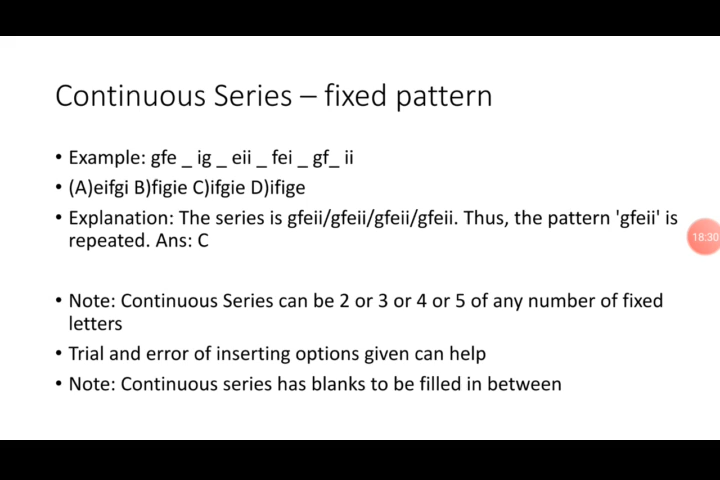 Continuous Series – fixed pattern
• Example: gfe _ ig _ eii _ fei _ gf_ ii
• (A)eifgi B)figie C)ifgie D)ifige
• Explanation: The series is gfeii/gfeii/gfeii/gfeii. Thus, the pattern 'gfeii' is
repeated. Ans: C
18:30
• Note: Continuous Series can be 2 or 3 or 4 or 5 of any number of fixed
letters
• Trial and error of inserting options given can help
• Note: Continuous series has blanks to be filled in between